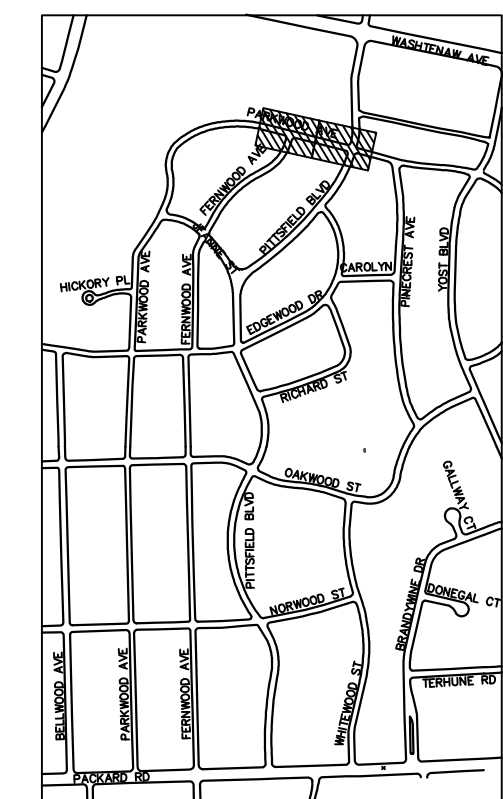 WASHTENAW AVE
PARKWOOD AVE
FERNWOOD AVE
PITTSFIELD BLVD
JEANNE ST
PINECREST AVE
YOST BLVD
CAROLYN
HICKORY PL
PARKWOOD AVE
FERNWOOD AVE
EDGEWOOD DR
RICHARD ST
OAKWOOD ST
GALLWAY CT
PITTSFIELD BLVD
NORWOOD ST
BRANDYWINE DR
DONEGAL CT
BELLWOOD AVE
PARKWOOD AVE
FERNWOOD AVE
WHITEWOOD ST
TERHUNE RD
PACKARD RD